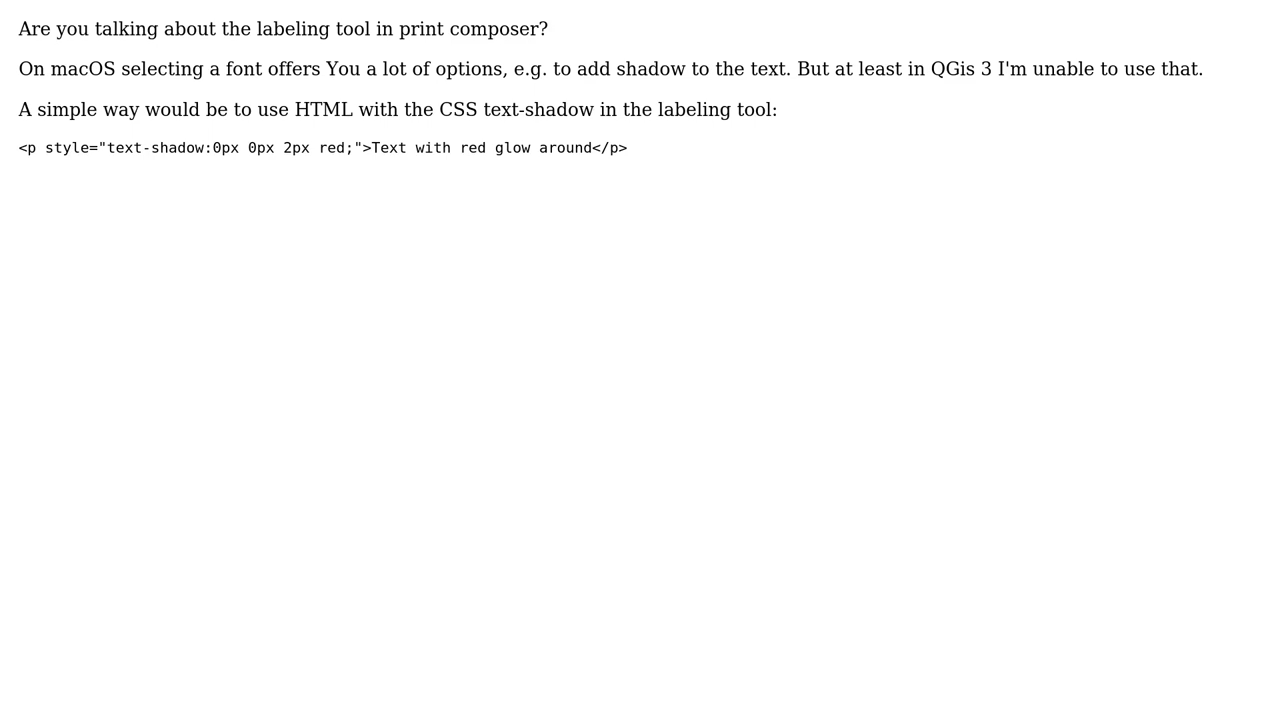 Are you talking about the labeling tool in print composer?
On macOS selecting a font offers You a lot of options, e.g. to add shadow to the text. But at least in QGis 3 I'm unable to use that.
A simple way would be to use HTML with the CSS text-shadow in the labeling tool:
<p style="text-shadow:0px 0px 2px red;">Text with red glow around</p>